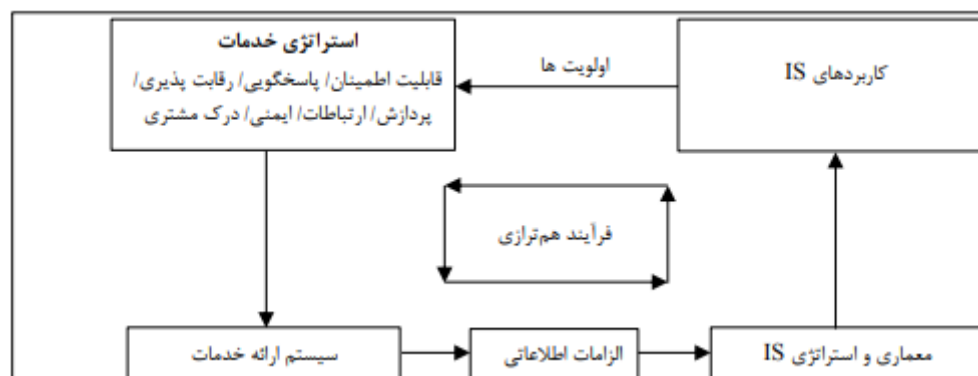 استراتژی خدمات
قابلیت اطمینان/ پاسخگویی/ رقابت پذیری/
پردازش/ ارتباطات/ ایمنی/ درک مشتری
اولویت ها
کاربردهای IS
فرآیند هم‌ترازی
سیستم ارائه خدمات
الزامات اطلاعاتی
معماری و استراتژی IS